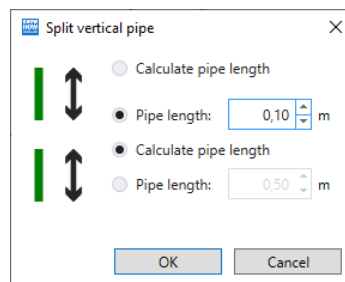 Split vertical pipe
Calculate pipe length
Pipe length: 0,10 m
Calculate pipe length
Pipe length: 0,50 m
OK Cancel